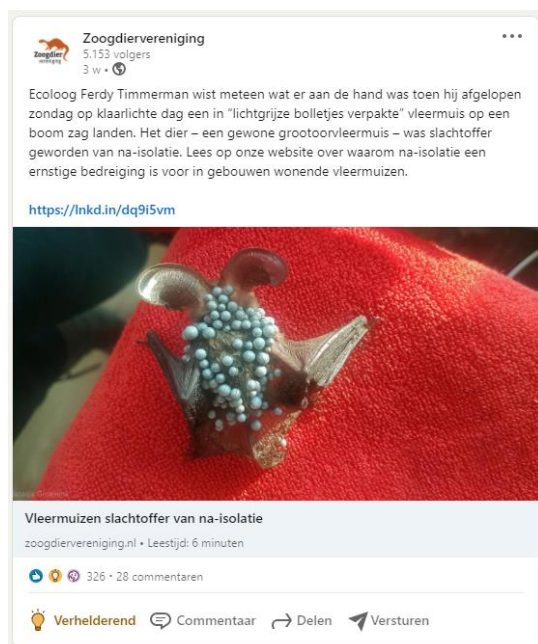 Zoogdier
vereniging
Zoogdiervereniging
5.153 volgers
3 w •
Ecoloog Ferdy Timmerman wist meteen wat er aan de hand was toen hij afgelopen
zondag op klaarlichte dag een in “lichtgrijze bolletjes verpakte” vleermuis op een
boom zag landen. Het dier – een gewone grootoorvleermuis – was slachtoffer
geworden van na-isolatie. Lees op onze website over waarom na-isolatie een
ernstige bedreiging is voor in gebouwen wonende vleermuizen.
https://lnkd.in/dq9i5vm
Vleermuizen slachtoffer van na-isolatie
zoogdiervereniging.nl • Leestijd: 6 minuten
326 · 28 commentaren
Verhelderend Commentaar Delen Versturen